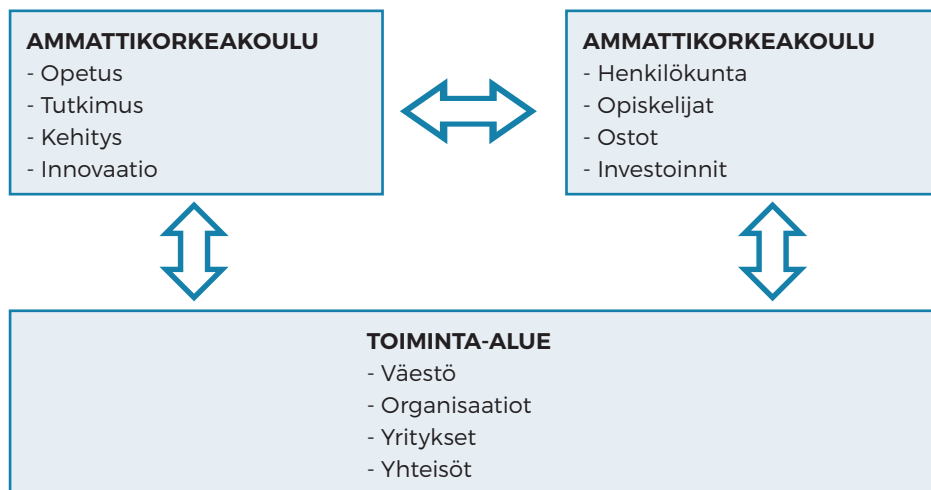 AMMATTIKORKEAKOULU
- Opetus
- Tutkimus
- Kehitys
- Innovaatio
AMMATTIKORKEAKOULU
- Henkilökunta
- Opiskelijat
- Ostot
- Investoinnit
TOIMINTA-ALUE
- Väestö
- Organisaatiot
- Yritykset
- Yhteisöt